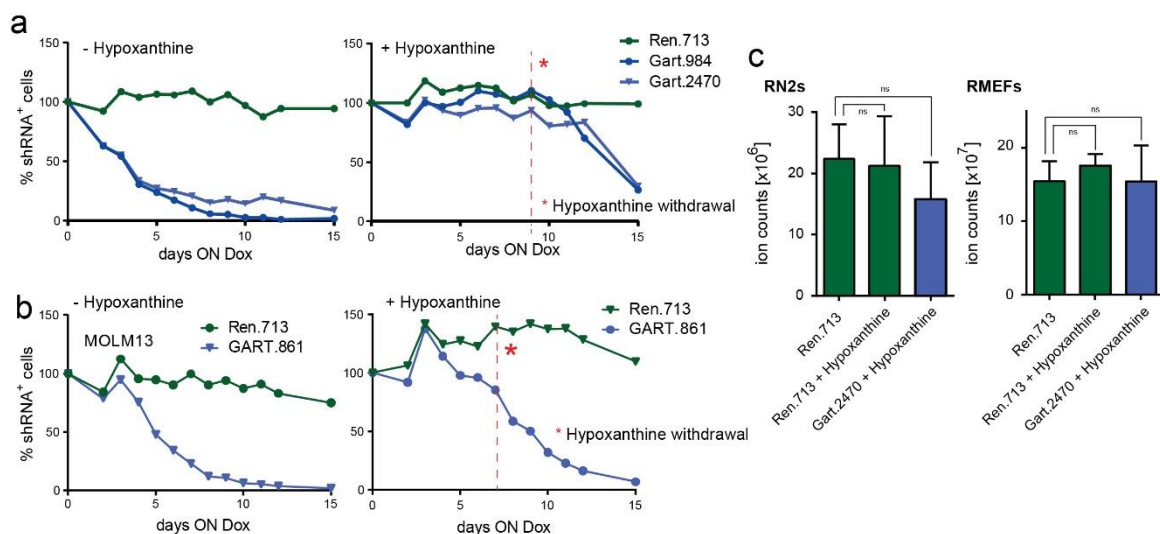 a
- Hypoxanthine
% shRNA+ cells
150
100
50
0
0
5
10
15
days ON Dox
+ Hypoxanthine
*
150
100
50
0
* Hypoxanthine withdrawal
0
5
10
15
days ON Dox
Ren.713
Gart.984
Gart.2470
b
- Hypoxanthine
MOLM13
Ren.713
GART.861
% shRNA+ cells
150
100
50
0
0
5
10
15
days ON Dox
+ Hypoxanthine
Ren.713
GART.861
*
150
100
50
0
* Hypoxanthine withdrawal
0
5
10
15
days ON Dox
c
RN2s
ns
ns
ion counts [x10^6]
30
20
10
0
Ren.713
Ren.713 + Hypoxanthine
Gart.2470 + Hypoxanthine
RMEFs
ns
ns
ion counts [x10^7]
20
10
0
Ren.713
Ren.713 + Hypoxanthine
Gart.2470 + Hypoxanthine